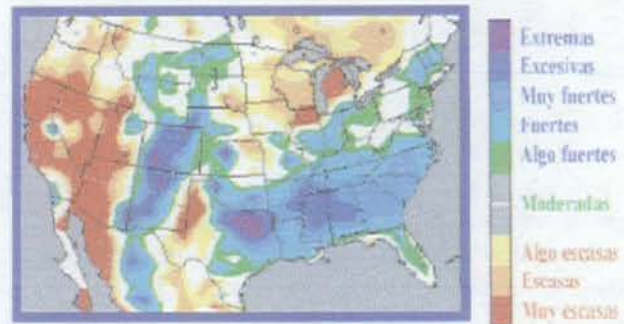 Extremas
Excesivas
Muy fuertes
Fuertes
Algo fuertes
Moderadas
Algo escasas
Escasas
Muy escasas